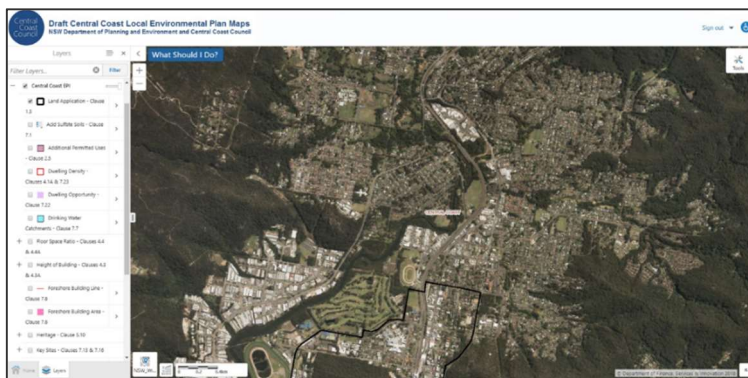 Central
Coast
Council
Draft Central Coast Local Environmental Plan Maps
NSW Department of Planning and Environment and Central Coast Council
Sign out
Layers
What Should I Do?
Filter Layers...
Filter
Tools
Central Coast EPI
Land Application - Clause
1.3
Acid Sulfate Soils - Clause
7.1
Additional Permitted Uses
- Clause 2.5
Dwelling Density -
Clauses 4.1A & 7.23
Dwelling Opportunity -
Clause 7.22
Drinking Water
Catchments - Clause 7.7
Floor Space Ratio - Clauses 4.4
& 4.4A
Height of Building - Clauses 4.3
& 4.3A
Foreshore Building Line -
Clause 7.6
Foreshore Building Area -
Clause 7.6
Heritage - Clause 5.10
Key Sites - Clauses 7.15 & 7.18
Home
Layers